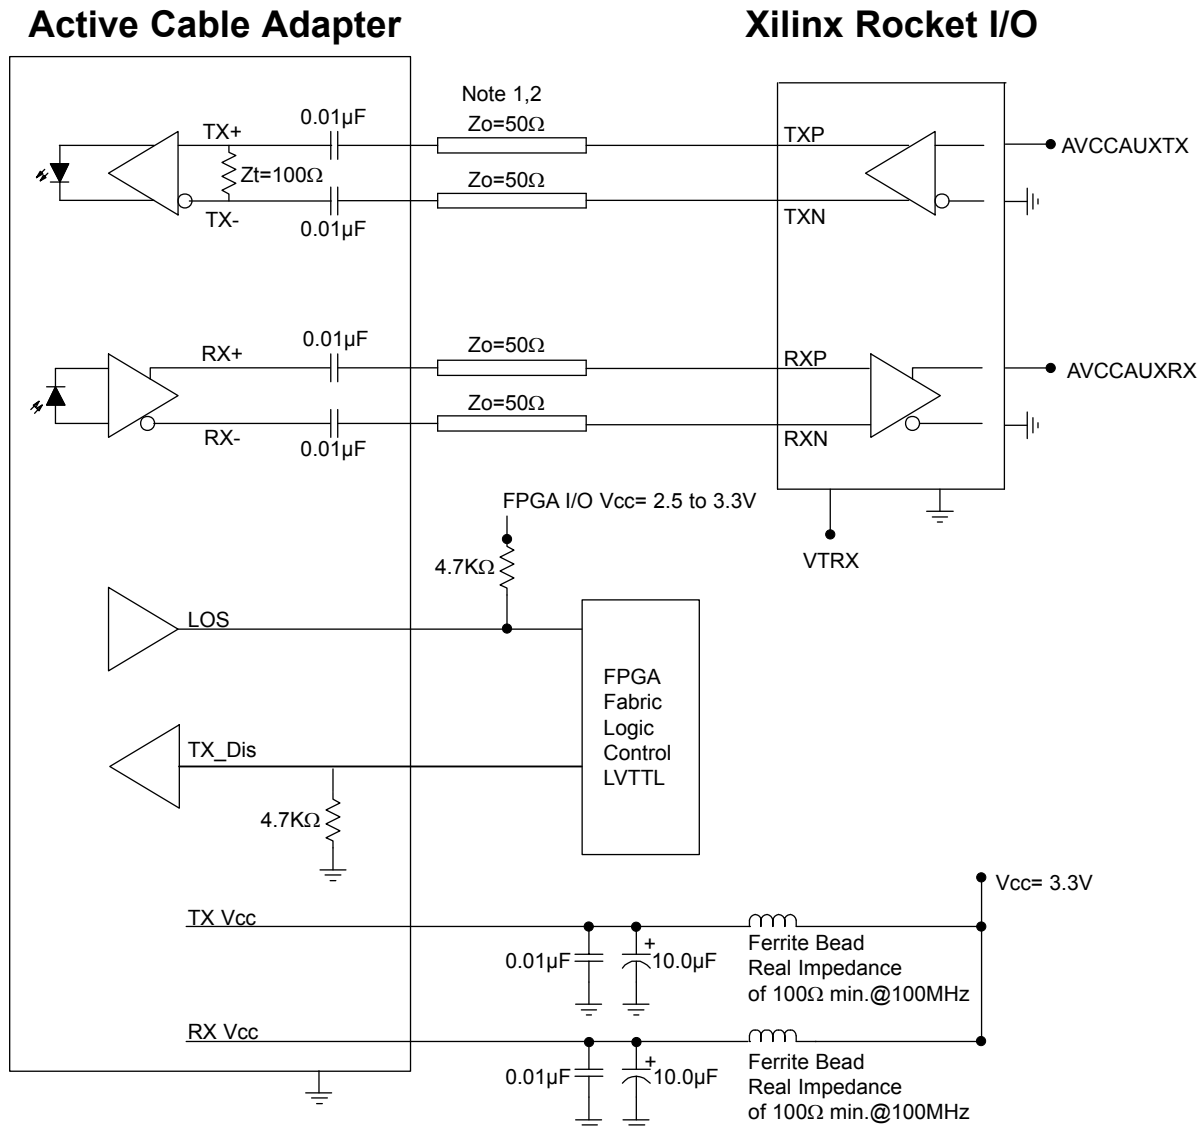 Active Cable Adapter
Xilinx Rocket I/O
Note 1,2
0.01µF
Zo=50Ω
TX+
TXP
AVCCAUXTX
Zt=100Ω
Zo=50Ω
TX-
0.01µF
TXN
0.01µF
Zo=50Ω
RX+
RXP
AVCCAUXRX
Zo=50Ω
RX-
0.01µF
RXN
FPGA I/O Vcc= 2.5 to 3.3V
4.7KΩ
VTRX
LOS
FPGA
Fabric
Logic
Control
LVTTL
TX_Dis
4.7KΩ
Vcc= 3.3V
TX Vcc
0.01µF
+
10.0µF
Ferrite Bead
Real Impedance
of 100Ω min.@100MHz
RX Vcc
0.01µF
+
10.0µF
Ferrite Bead
Real Impedance
of 100Ω min.@100MHz